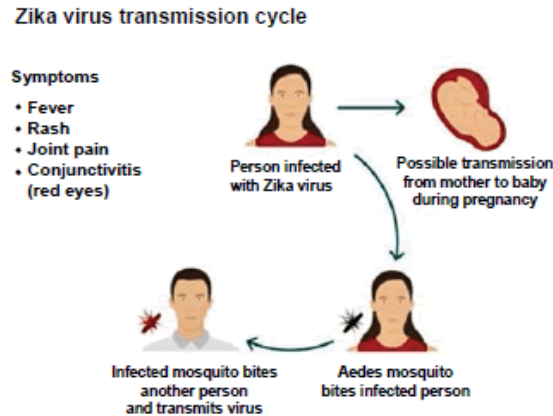 Zika virus transmission cycle
Symptoms
• Fever
• Rash
• Joint pain
• Conjunctivitis
(red eyes)
Person infected
with Zika virus
Possible transmission
from mother to baby
during pregnancy
Infected mosquito bites
another person
and transmits virus
Aedes mosquito
bites infected person